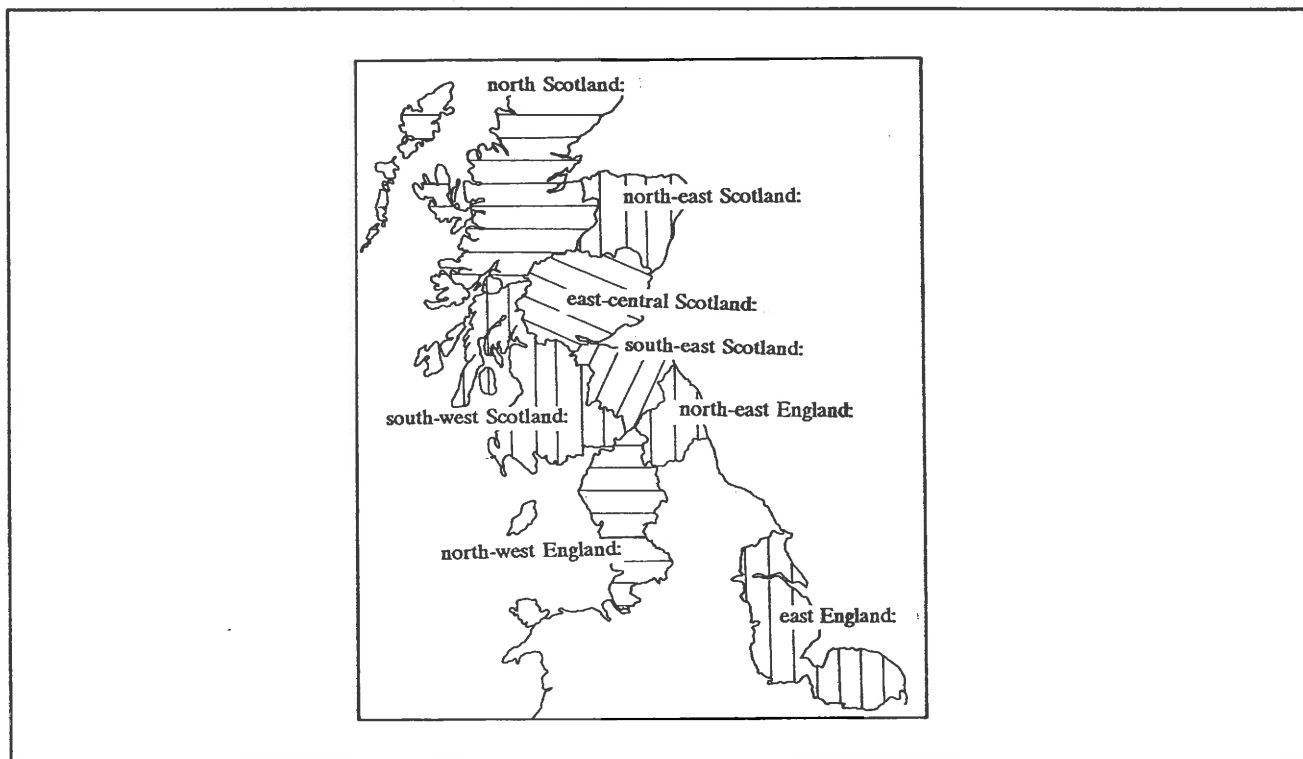 north Scotland:
north-east Scotland:
east-central Scotland:
south-east Scotland:
south-west Scotland:
north-east England:
north-west England:
east England: